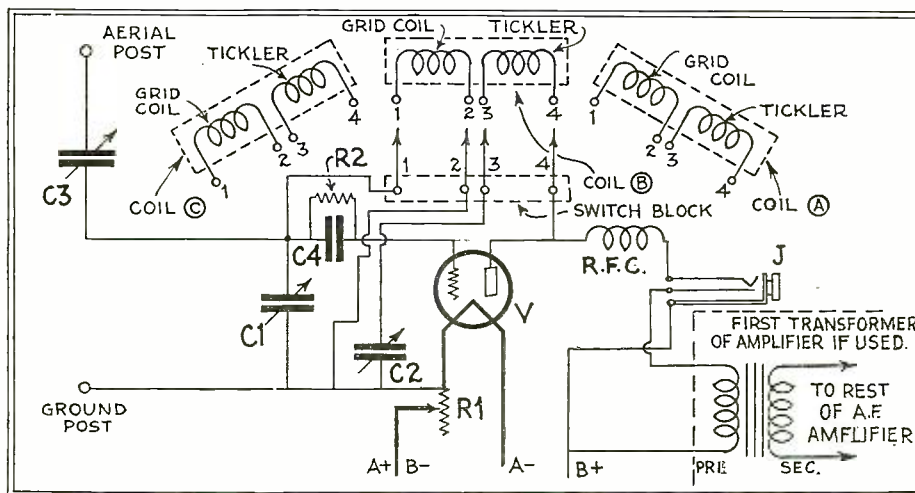 AERIAL
POST
TICKLER
GRID
COIL
4
3
2
1
COIL Ⓒ
C3
GRID COIL
TICKLER
1
2
3
4
1
2
3
4
COIL Ⓑ
SWITCH BLOCK
GRID
COIL
TICKLER
1
2
3
4
COIL Ⓐ
R2
C4
R.F.C.
J
V
C1
C2
R1
GROUND
POST
A+
B-
A-
B+
FIRST TRANSFORMER
OF AMPLIFIER IF USED.
TO REST
OF A.F.
AMPLIFIER
PRI.
SEC.